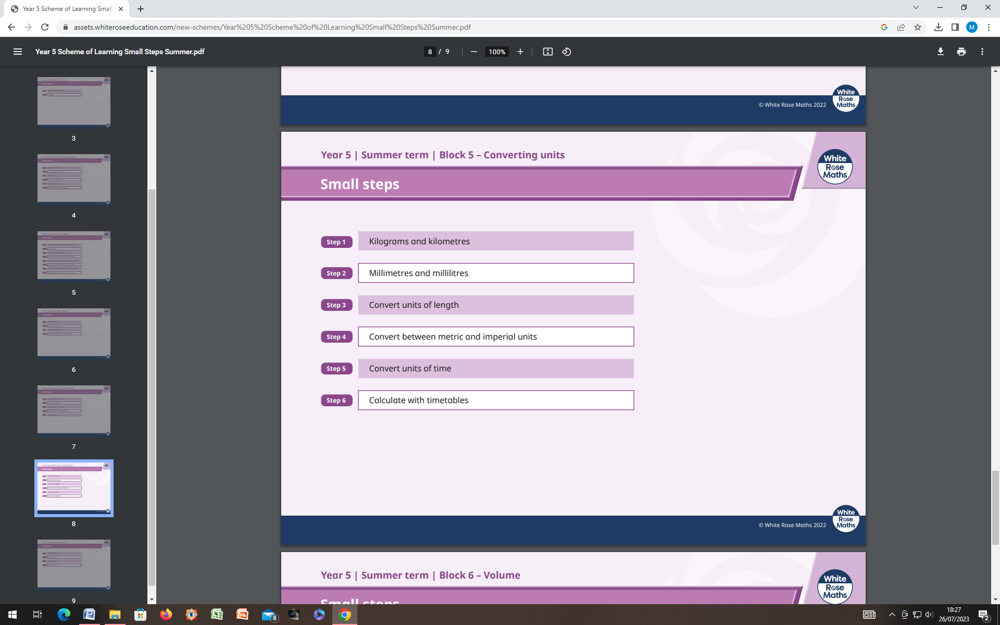 Year 5 Scheme of Learning Small
assets.whiteroseeducation.com/new-schemes/Year%205%20Scheme%20of%20Learning%20Small%20Steps%20Summer.pdf
M
Year 5 Scheme of Learning Small Steps Summer.pdf
8 / 9
100%
3
4
5
6
7
8
9
© White Rose Maths 2022
White
Rose
Maths
Year 5 | Summer term | Block 5 – Converting units
White
Rose
Maths
Small steps
Step 1 Kilograms and kilometres
Step 2 Millimetres and millilitres
Step 3 Convert units of length
Step 4 Convert between metric and imperial units
Step 5 Convert units of time
Step 6 Calculate with timetables
© White Rose Maths 2022
White
Rose
Maths
Year 5 | Summer term | Block 6 – Volume
White
Rose
Maths
Small steps
8
18:27
26/07/2023
2